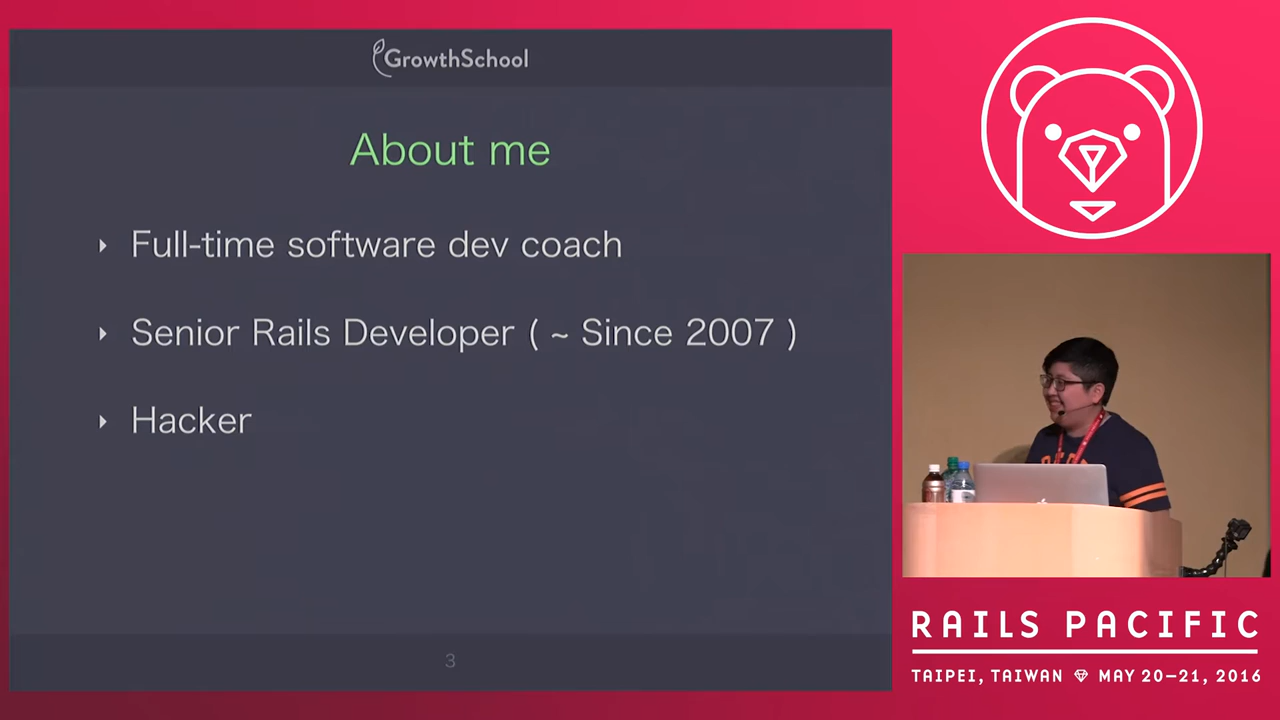 GrowthSchool
About me
Full-time software dev coach
Senior Rails Developer ( ~ Since 2007 )
Hacker
3
RAILS PACIFIC
TAIPEI, TAIWAN MAY 20–21, 2016